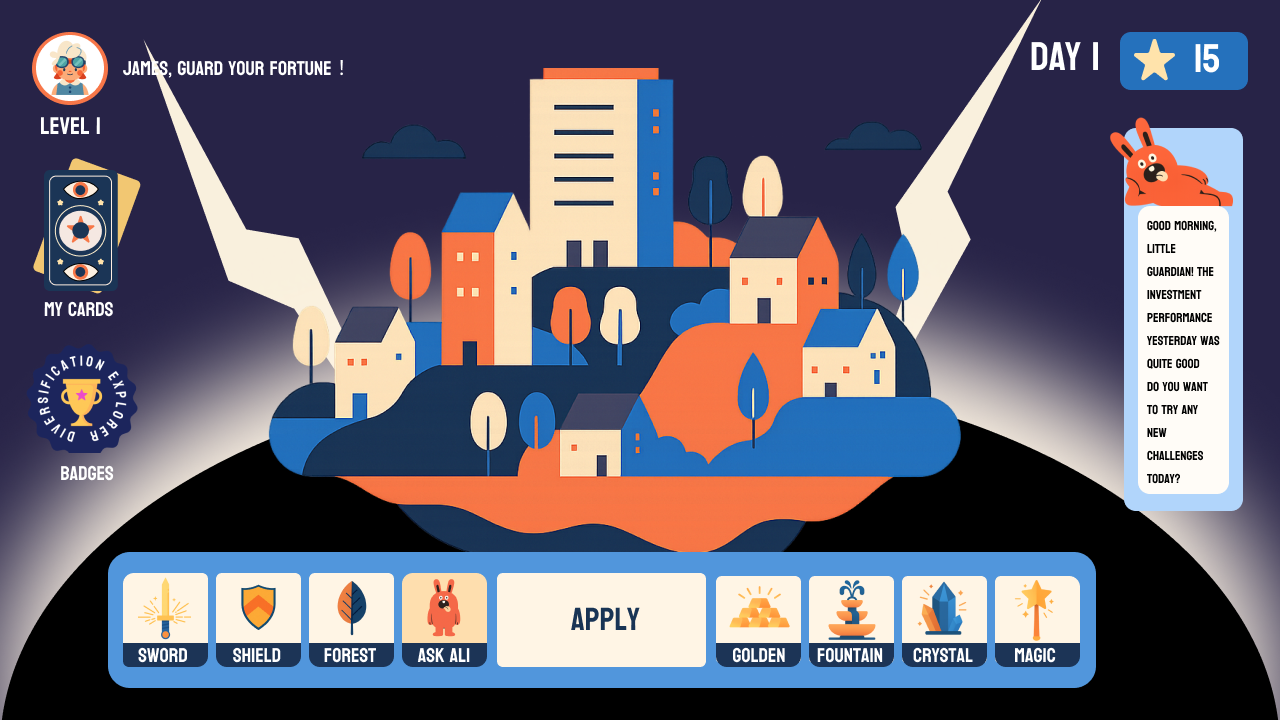 JAMES, GUARD YOUR FORTUNE !
DAY 1
15
LEVEL 1
MY CARDS
DIVERSIFICATION EXPLORER
BADGES
GOOD MORNING,
LITTLE
GUARDIAN! THE
INVESTMENT
PERFORMANCE
YESTERDAY WAS
QUITE GOOD
DO YOU WANT
TO TRY ANY
NEW
CHALLENGES
TODAY?
SWORD
SHIELD
FOREST
ASK ALI
APPLY
GOLDEN
FOUNTAIN
CRYSTAL
MAGIC